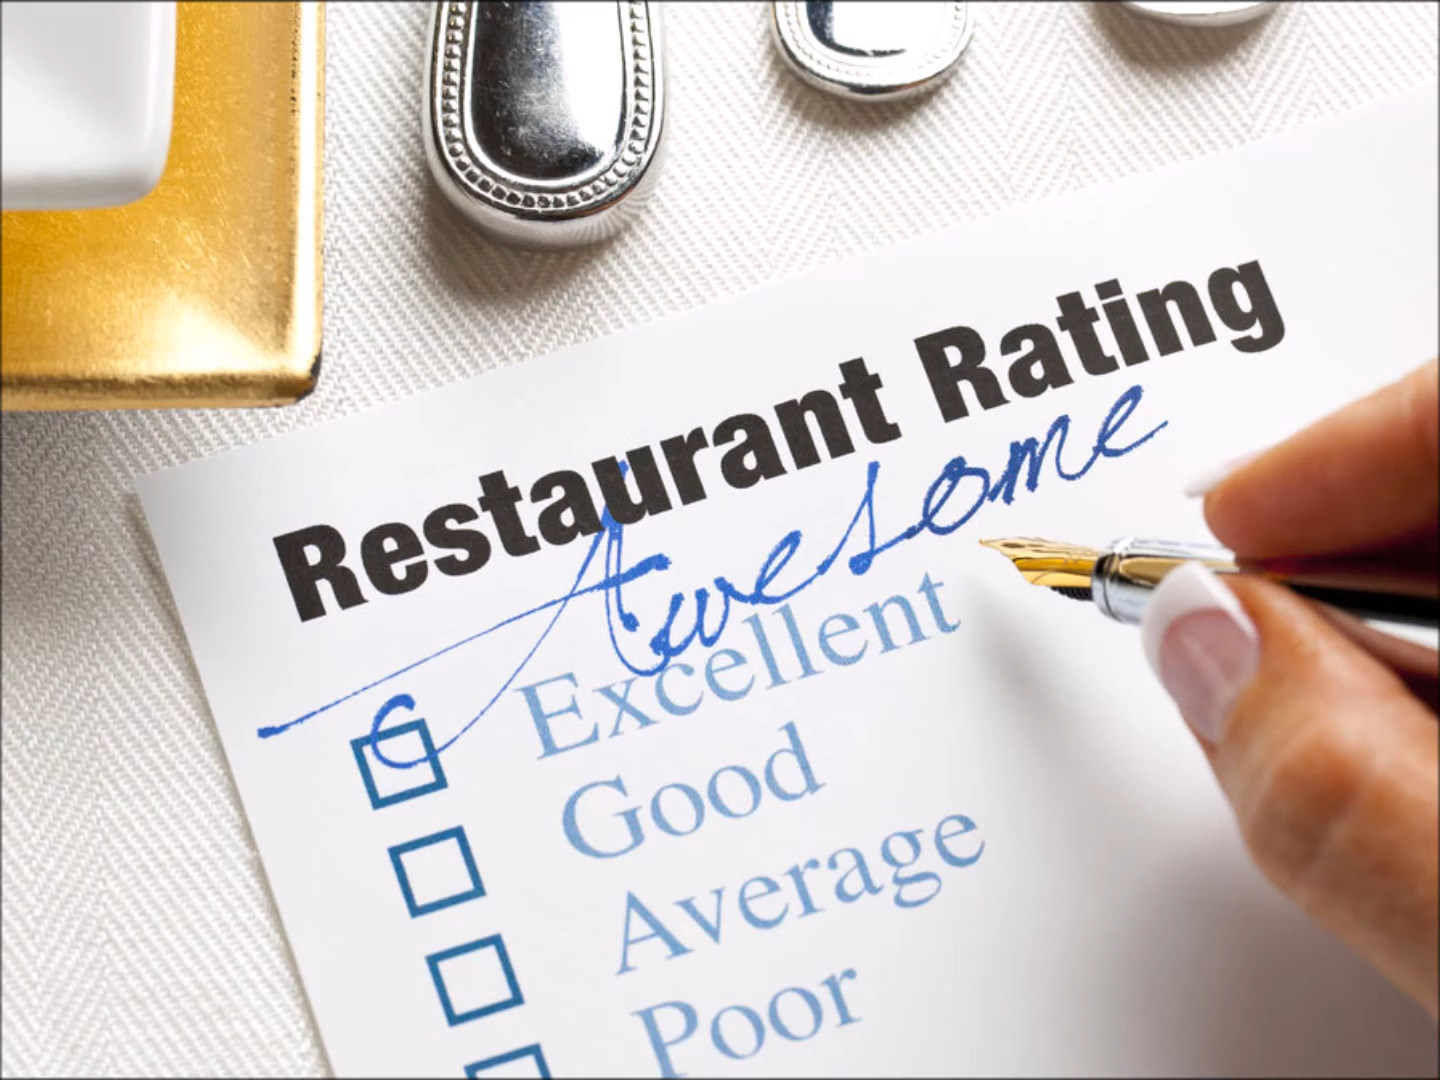 Restaurant Rating
Awesome
Excellent
Good
Average
Poor